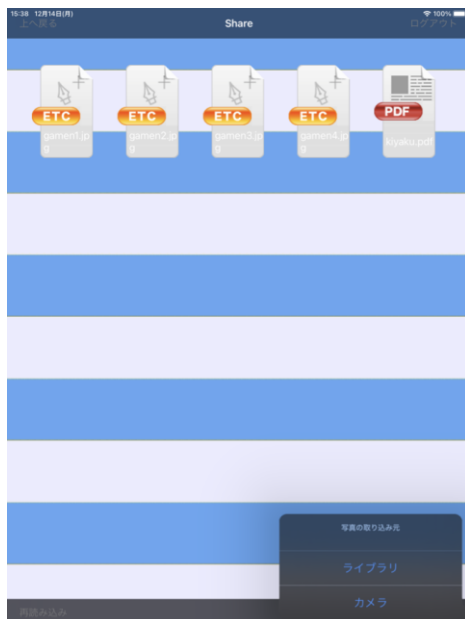 15:38 12月14日(月)
100%
上へ戻る
Share
ログアウト
ETC
gamen1.jp
g
ETC
gamen2.jp
g
ETC
gamen3.jp
g
ETC
gamen4.jp
g
PDF
kiyaku.pdf
写真の取り込み元
ライブラリ
カメラ
再読み込み